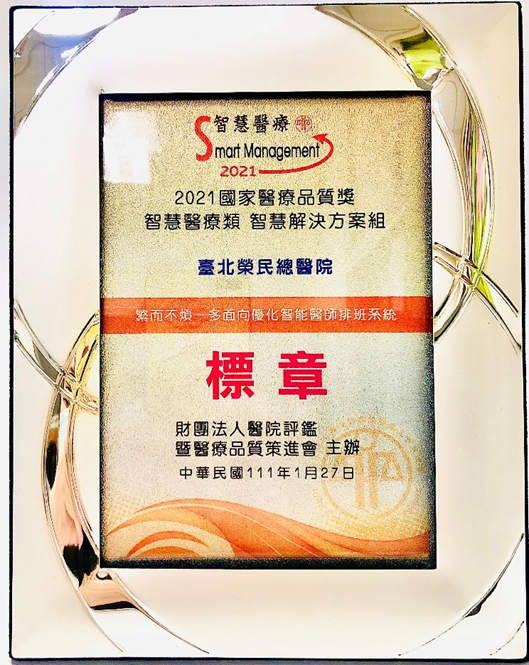 智慧醫療
Smart Management
2021
2021國家醫療品質獎
智慧醫療類 智慧解決方案組
臺北榮民總醫院
繁而不煩－多面向優化智能醫師排班系統
標章
財團法人醫院評鑑
暨醫療品質策進會 主辦
中華民國111年1月27日